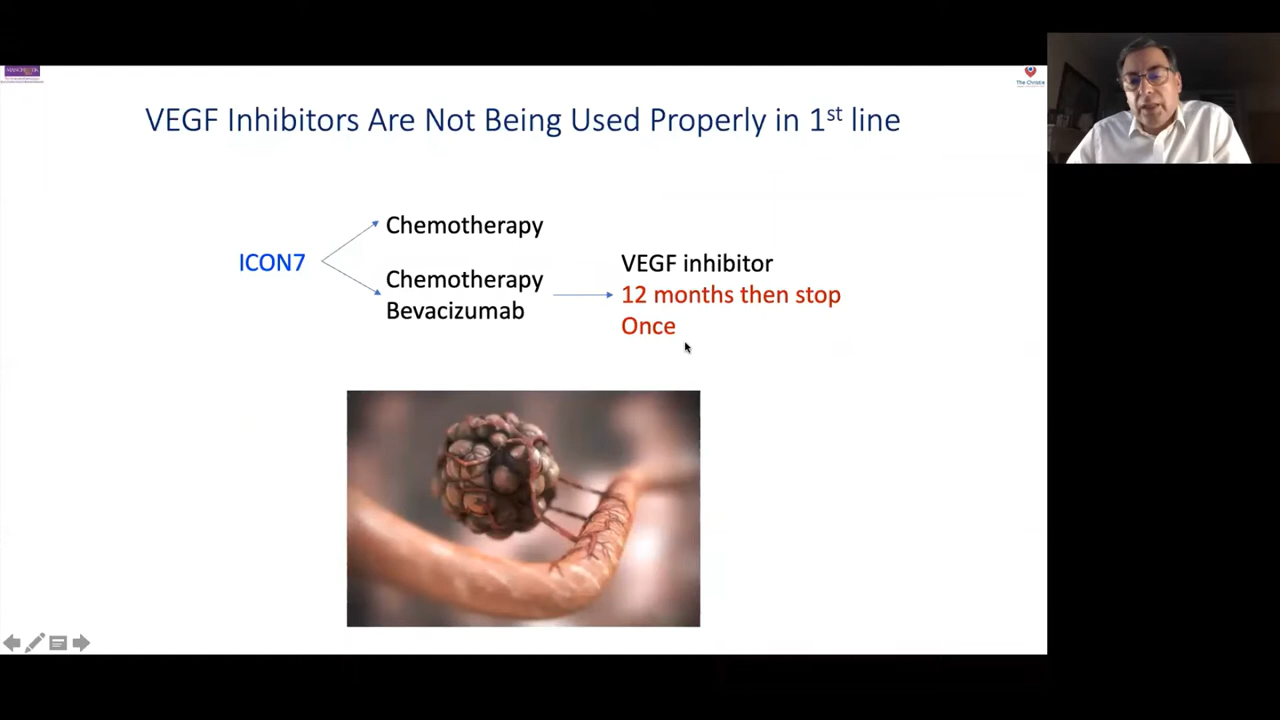 MANCHESTER
The Christie
VEGF Inhibitors Are Not Being Used Properly in 1st line
Chemotherapy
ICON7
Chemotherapy
Bevacizumab
VEGF inhibitor
12 months then stop
Once